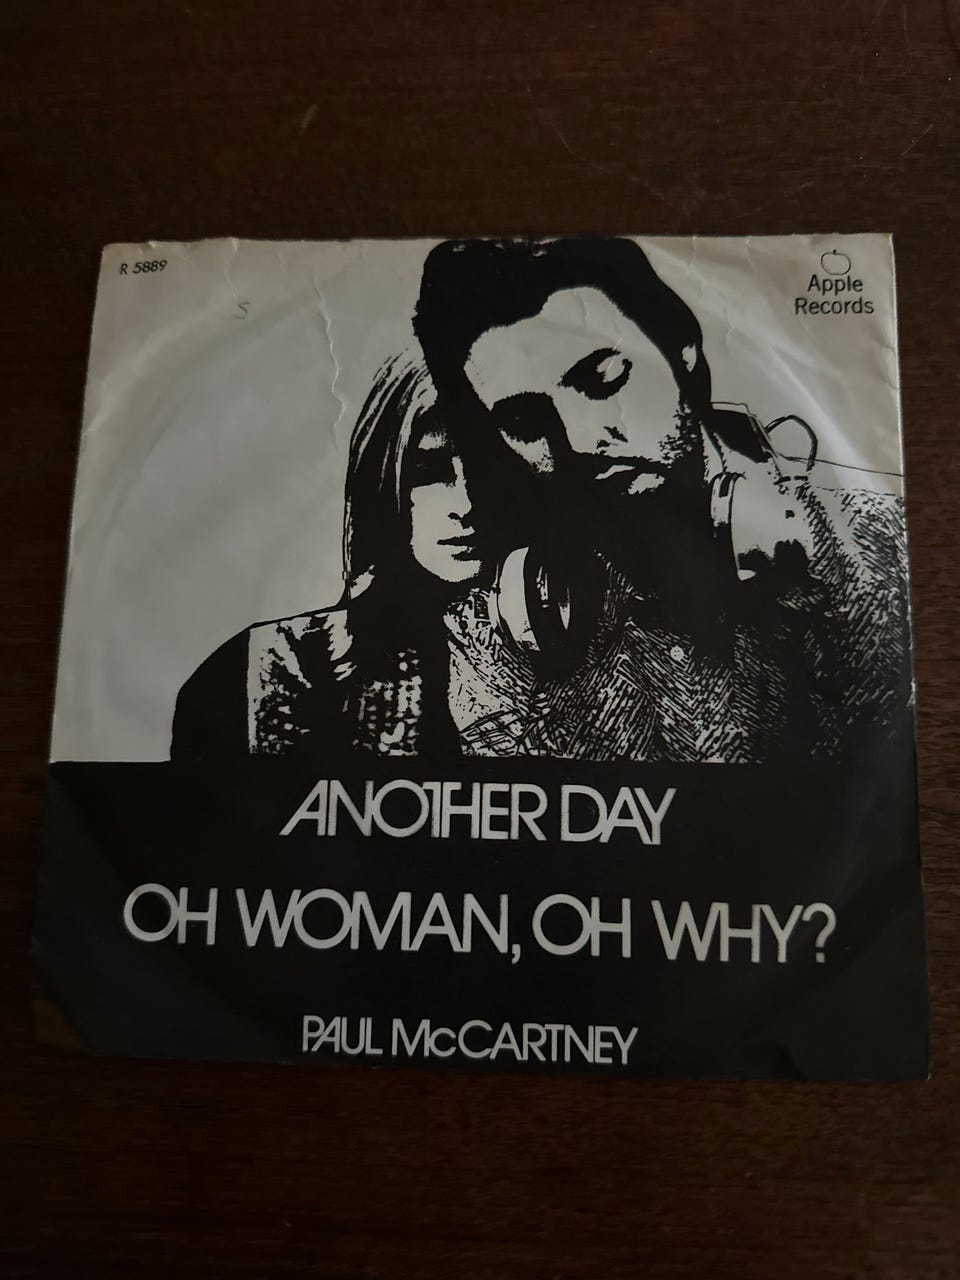 R 5889
S
Apple
Records
ANOTHER DAY
OH WOMAN, OH WHY?
PAUL McCARTNEY